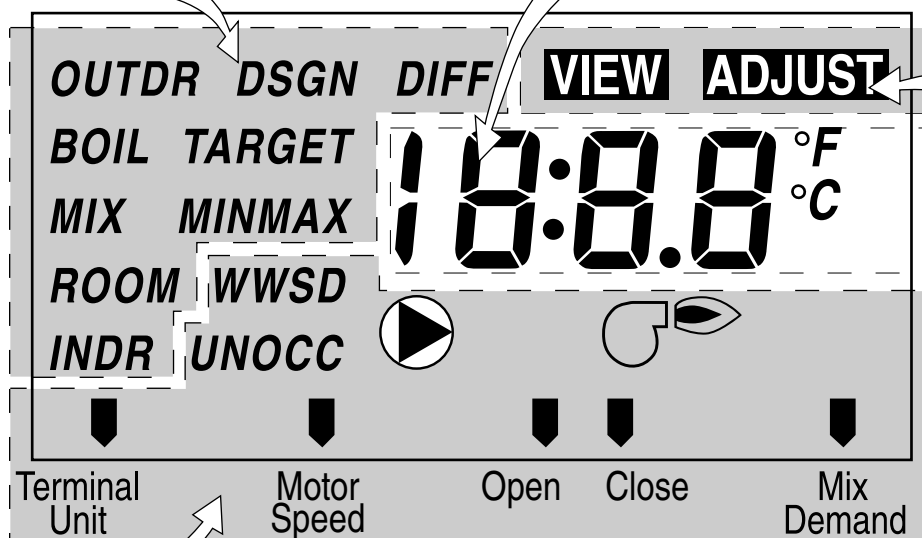 OUTDR DSGN DIFF VIEW ADJUST
BOIL TARGET
18:8.8 °F
°C
MIX MINMAX
ROOM WWSD
INDR UNOCC
Terminal Unit
Motor Speed
Open
Close
Mix Demand